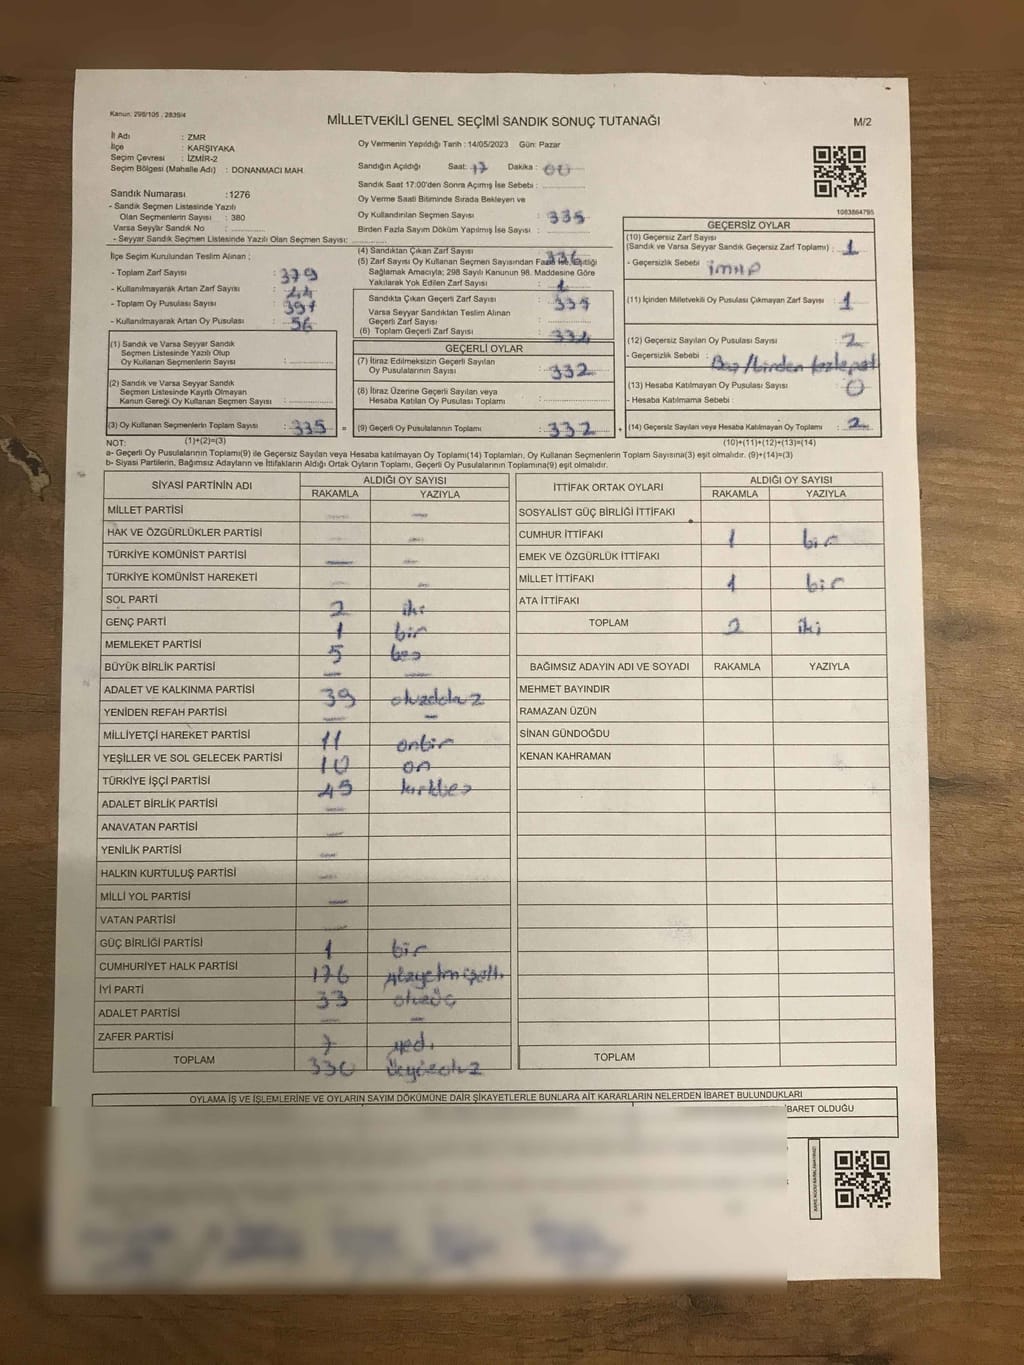 Kanun: 298/105 , 2839/4
MİLLETVEKİLİ GENEL SEÇİMİ SANDIK SONUÇ TUTANAĞI
M/2
İl Adı : ZMR
İlçe : KARŞIYAKA
Seçim Çevresi : İZMİR-2
Seçim Bölgesi (Mahalle Adı) : DONANMACI MAH.
Sandık Numarası :1276
- Sandık Seçmen Listesinde Yazılı
Olan Seçmenlerin Sayısı : 380
Varsa Seyyar Sandık No :
- Seyyar Sandık Seçmen Listesinde Yazılı Olan Seçmen Sayısı:
Oy Vermenin Yapıldığı Tarih : 14/05/2023 Gün: Pazar
Sandığın Açıldığı Saat: 17 Dakika : 00
Sandık Saat 17:00'den Sonra Açımış İse Sebebi :
Oy Verme Saati Bitiminde Sırada Bekleyen ve
Oy Kullandırılan Seçmen Sayısı : 335
Birden Fazla Sayım Döküm Yapılmış İse Sayısı :
1083864795
İlçe Seçim Kurulundan Teslim Alınan ;
- Toplam Zarf Sayısı : 379
- Kullanılmayarak Artan Zarf Sayısı : 44
- Toplam Oy Pusulası Sayısı : 391
- Kullanılmayarak Artan Oy Pusulası : 56
(4) Sandıktan Çıkan Zarf Sayısı : 336
(5) Zarf Sayısı Oy Kullanan Seçmen Sayısından Fazla İse, Eşitliği
Sağlamak Amacıyla; 298 Sayılı Kanunun 98. Maddesine Göre
Yakılarak Yok Edilen Zarf Sayısı : 1
Sandıkta Çıkan Geçerli Zarf Sayısı :
Varsa Seyyar Sandıktan Teslim Alınan
Geçerli Zarf Sayısı :
(6) Toplam Geçerli Zarf Sayısı : 334
GEÇERLİ OYLAR
(7) İtiraz Edilmeksizin Geçerli Sayılan
Oy Pusulalarının Sayısı : 332
(8) İtiraz Üzerine Geçerli Sayılan veya
Hesaba Katılan Oy Pusulası Toplamı :
(9) Geçerli Oy Pusulalarının Toplamı : 332
GEÇERSİZ OYLAR
(10) Geçersiz Zarf Sayısı
(Sandık ve Varsa Seyyar Sandık Geçersiz Zarf Toplamı) : 1
- Geçersizlik Sebebi :
(11) İçinden Milletvekili Oy Pusulası Çıkmayan Zarf Sayısı : 1
(12) Geçersiz Sayılan Oy Pusulası Sayısı : 2
- Geçersizlik Sebebi : Boş/birden
(13) Hesaba Katılmayan Oy Pusulası Sayısı : 0
- Hesaba Katılmama Sebebi :
(14) Geçersiz Sayılan veya Hesaba Katılmayan Oy Toplamı : 2
(1) Sandık ve Varsa Seyyar Sandık
Seçmen Listesinde Yazılı Olup
Oy Kullanan Seçmenlerin Sayısı :
(2) Sandık ve Varsa Seyyar Sandık
Seçmen Listesinde Kayıtlı Olmayan
Kanun Gereği Oy Kullanan Seçmen Sayısı :
(3) Oy Kullanan Seçmenlerin Toplam Sayısı : 335
= +
NOT: (1)+(2)=(3)
(10)+(11)+(12)+(13)=(14)
a- Geçerli Oy Pusulalarının Toplamı(9) ile Geçersiz Sayılan veya Hesaba katılmayan Oy Toplamı(14) Toplamları, Oy Kullanan Seçmenlerin Toplam Sayısına(3) eşit olmalıdır. (9)+(14)=(3)
b- Siyasi Partilerin, Bağımsız Adayların ve İttifakların Aldığı Ortak Oyların Toplamı, Geçerli Oy Pusulalarının Toplamına(9) eşit olmalıdır.
SİYASİ PARTİNİN ADI ALDIĞI OY SAYISI
RAKAMLA YAZIYLA
MİLLET PARTİSİ —
HAK VE ÖZGÜRLÜKLER PARTİSİ —
TÜRKİYE KOMÜNİST PARTİSİ —
TÜRKİYE KOMÜNİST HAREKETİ —
SOL PARTİ 2 iki
GENÇ PARTİ 1 bir
MEMLEKET PARTİSİ 5 beş
BÜYÜK BİRLİK PARTİSİ —
ADALET VE KALKINMA PARTİSİ 39 otuzdokuz
YENİDEN REFAH PARTİSİ —
MİLLİYETÇİ HAREKET PARTİSİ 11 onbir
YEŞİLLER VE SOL GELECEK PARTİSİ 10 on
TÜRKİYE İŞÇİ PARTİSİ 45 kırkbeş
ADALET BİRLİK PARTİSİ —
ANAVATAN PARTİSİ —
YENİLİK PARTİSİ —
HALKIN KURTULUŞ PARTİSİ —
MİLLİ YOL PARTİSİ —
VATAN PARTİSİ —
GÜÇ BİRLİĞİ PARTİSİ 1 bir
CUMHURİYET HALK PARTİSİ 176 yüzyetmişaltı
İYİ PARTİ 33 otuzüç
ADALET PARTİSİ —
ZAFER PARTİSİ 7 yedi
TOPLAM 330 üçyüzotuz
İTTİFAK ORTAK OYLARI ALDIĞI OY SAYISI
RAKAMLA YAZIYLA
SOSYALİST GÜÇ BİRLİĞİ İTTİFAKI
CUMHUR İTTİFAKI 1 bir
EMEK VE ÖZGÜRLÜK İTTİFAKI
MİLLET İTTİFAKI 1 bir
ATA İTTİFAKI
TOPLAM 2 iki
BAĞIMSIZ ADAYIN ADI VE SOYADI RAKAMLA YAZIYLA
MEHMET BAYINDIR
RAMAZAN ÜZÜN
SİNAN GÜNDOĞDU
KENAN KAHRAMAN
TOPLAM
OYLAMA İŞ VE İŞLEMLERİNE VE OYLARIN SAYIM DÖKÜMÜNE DAİR ŞİKAYETLERLE BUNLARA AİT KARARLARIN NELERDEN İBARET BULUNDUKLARI
İBARET OLDUĞU